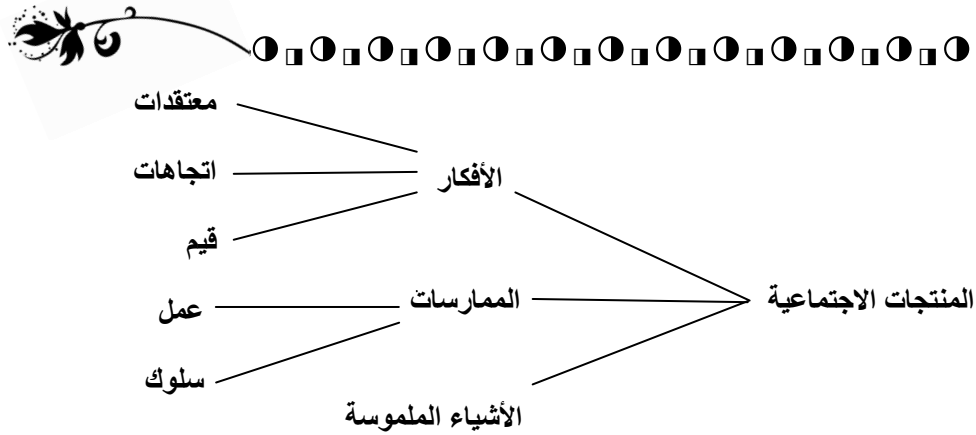 معتقدات
اتجاهات
الأفكار
قيم
المنتجات الاجتماعية
الممارسات
عمل
سلوك
الأشياء الملموسة